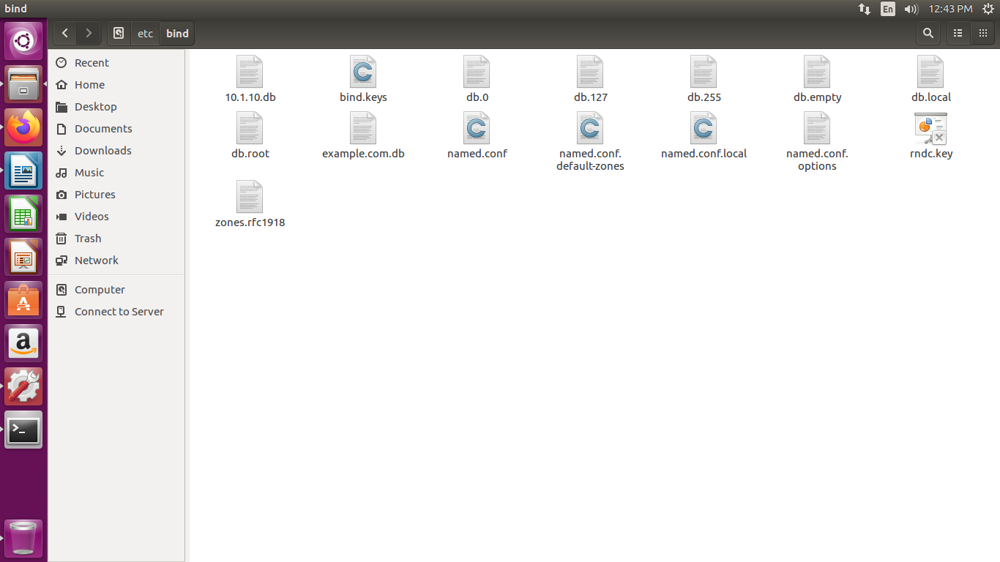 bind
En
12:43 PM
etc
bind
Recent
Home
Desktop
Documents
Downloads
Music
Pictures
Videos
Trash
Network
Computer
Connect to Server
10.1.10.db
bind.keys
db.0
db.127
db.255
db.empty
db.local
db.root
example.com.db
named.conf
named.conf.
default-zones
named.conf.local
named.conf.
options
rndc.key
zones.rfc1918